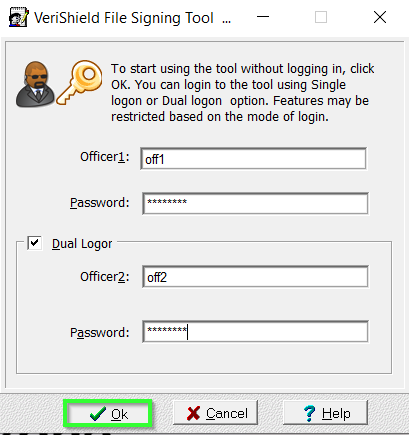 VeriShield File Signing Tool ...
To start using the tool without logging in, click
OK. You can login to the tool using Single
logon or Dual logon option. Features may be
restricted based on the mode of login.
Officer1: off1
Password: ********
Dual Logor
Officer2: off2
Password: ********
Ok Cancel ? Help